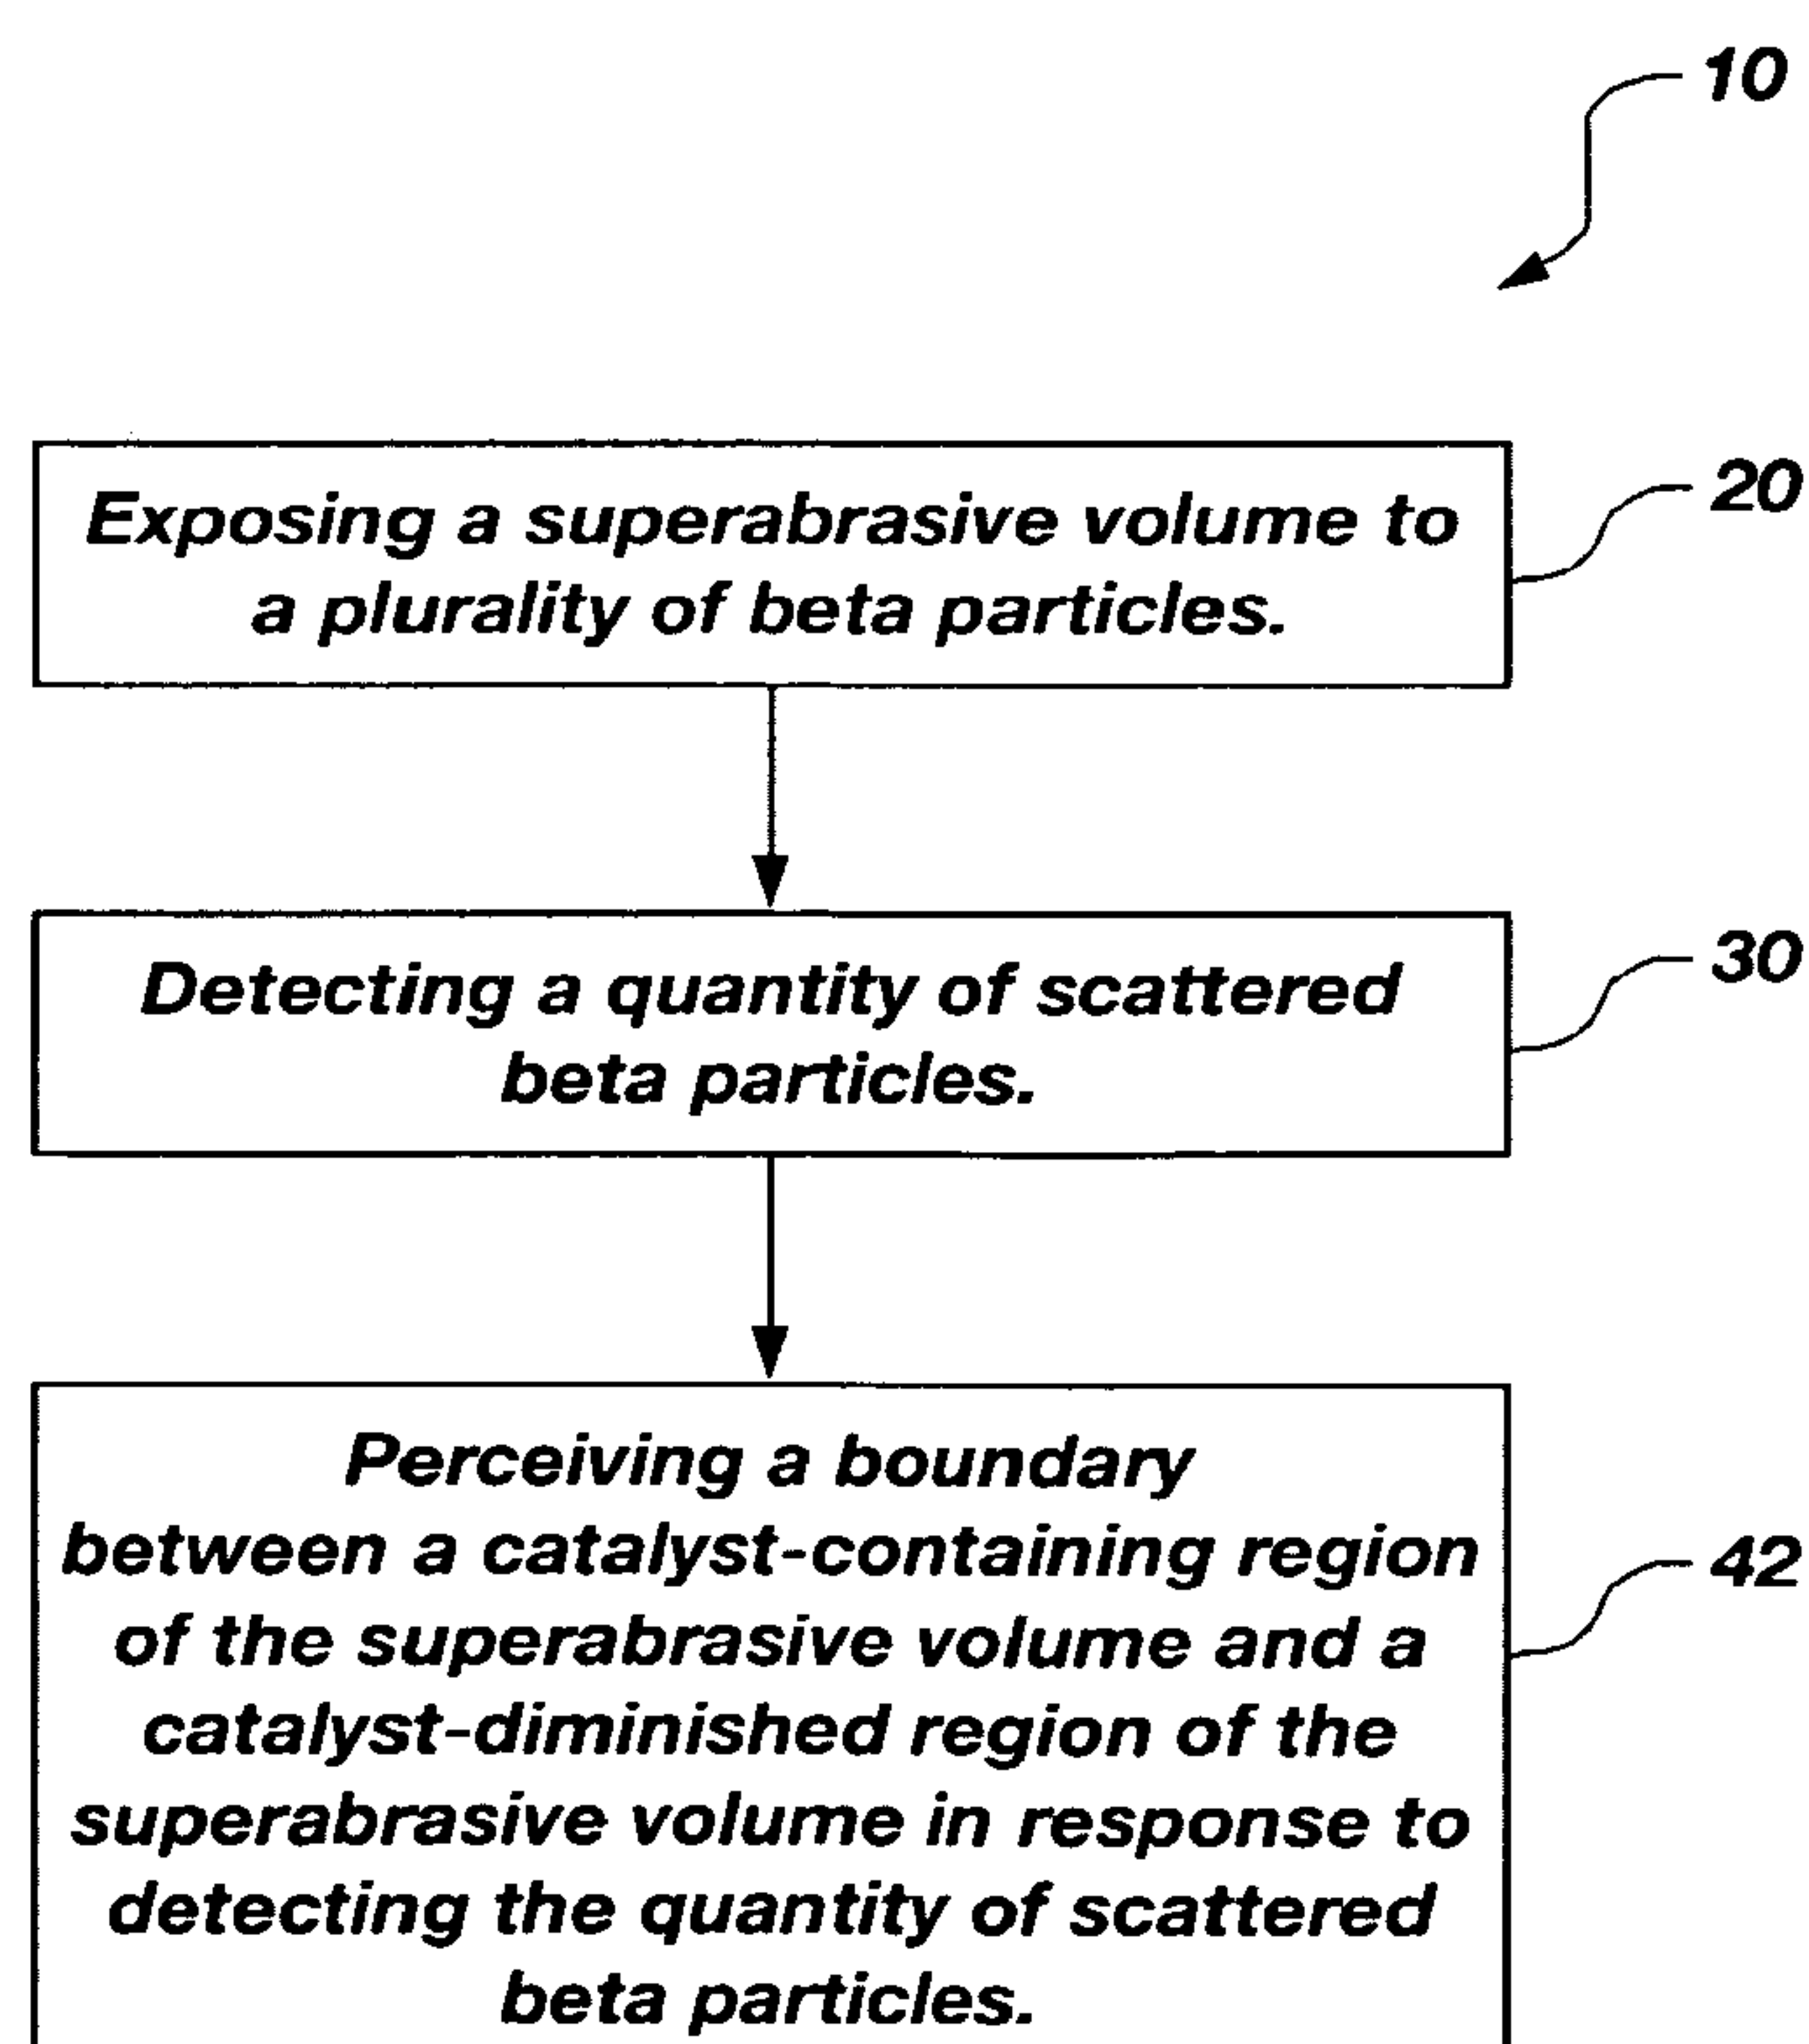 10
Exposing a superabrasive volume to
a plurality of beta particles.
20
Detecting a quantity of scattered
beta particles.
30
Perceiving a boundary
between a catalyst-containing region
of the superabrasive volume and a
catalyst-diminished region of the
superabrasive volume in response to
detecting the quantity of scattered
beta particles.
42